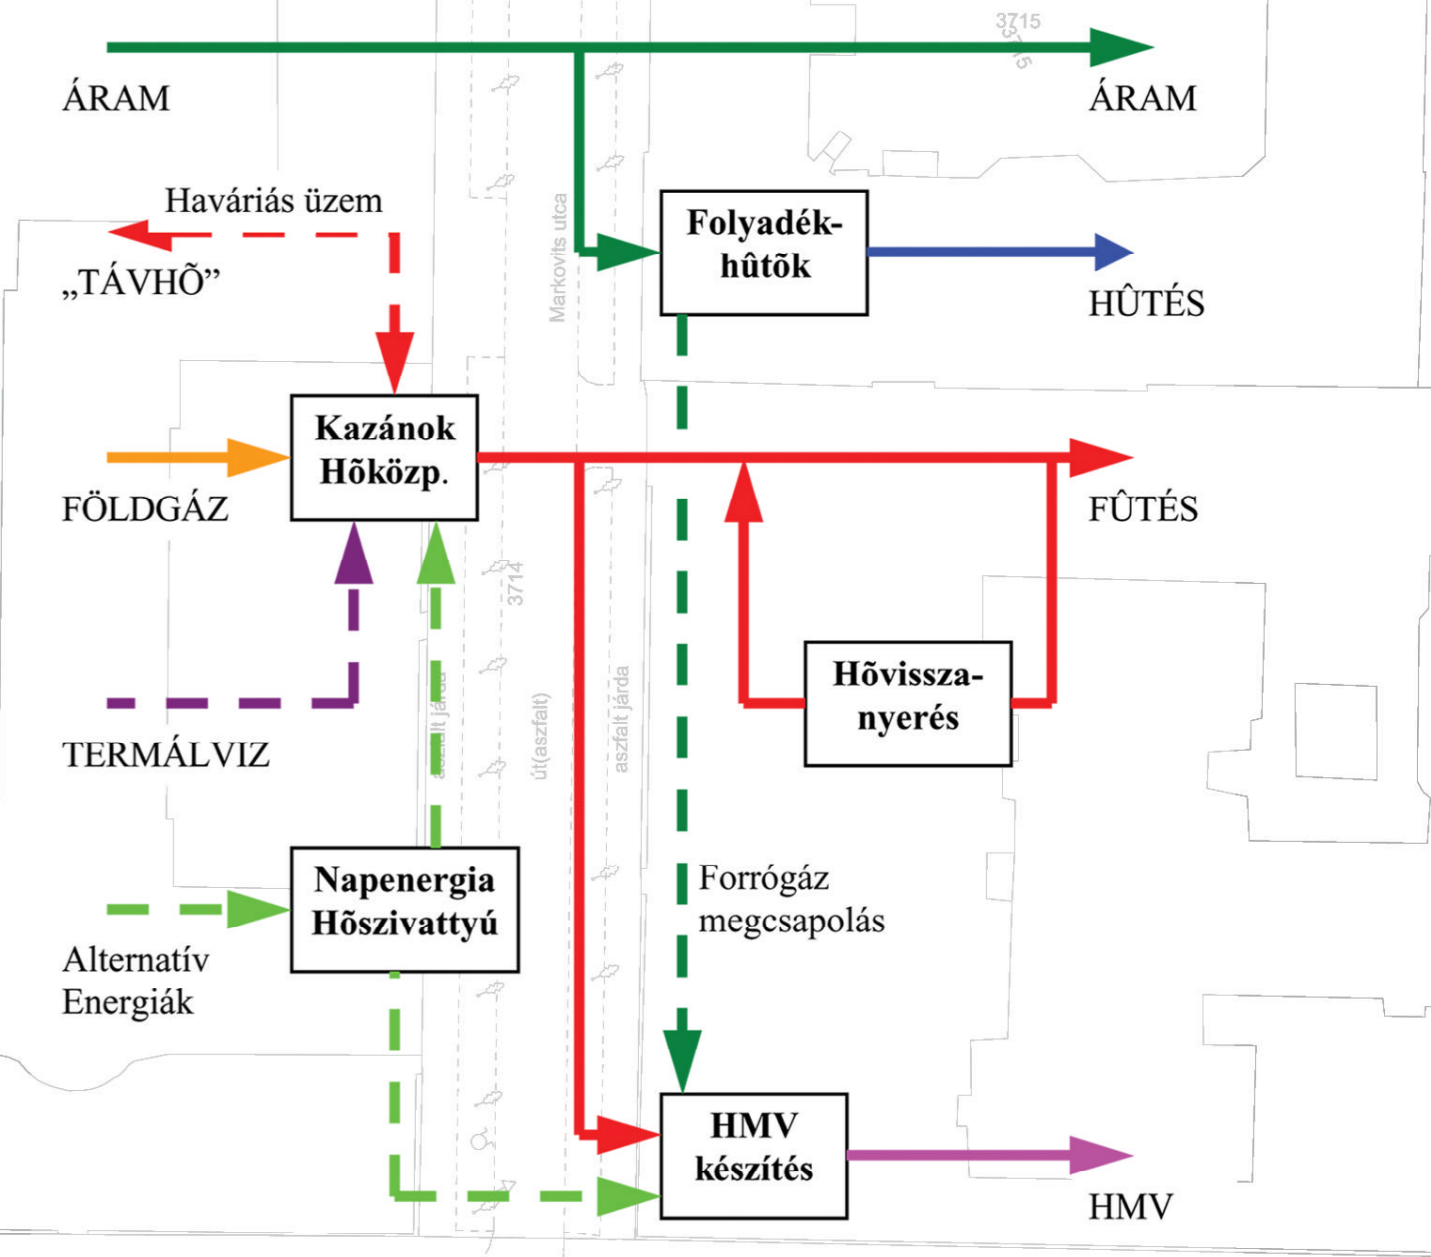 3715
3715
ÁRAM
ÁRAM
Haváriás üzem
„TÁVHÕ”
Markovits utca
Folyadék-
hûtõk
HÛTÉS
Kazánok
Hõközp.
FÖLDGÁZ
FÛTÉS
3714
TERMÁLVIZ
aszfalt járda
út(aszfalt)
aszfalt járda
Hõvissza-
nyerés
Napenergia
Hõszivattyú
Alternatív
Energiák
Forrógáz
megcsapolás
HMV
készítés
HMV